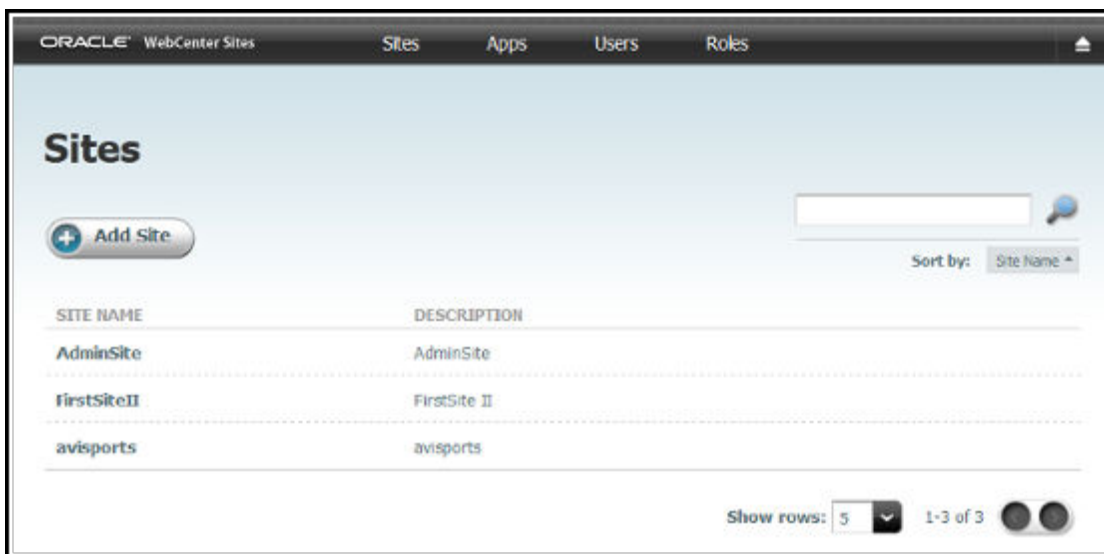 ORACLE WebCenter Sites Sites Apps Users Roles
Sites
Add Site
Sort by: Site Name
SITE NAME DESCRIPTION
AdminSite AdminSite
FirstSiteII FirstSite II
avisports avisports
Show rows: 5 1-3 of 3